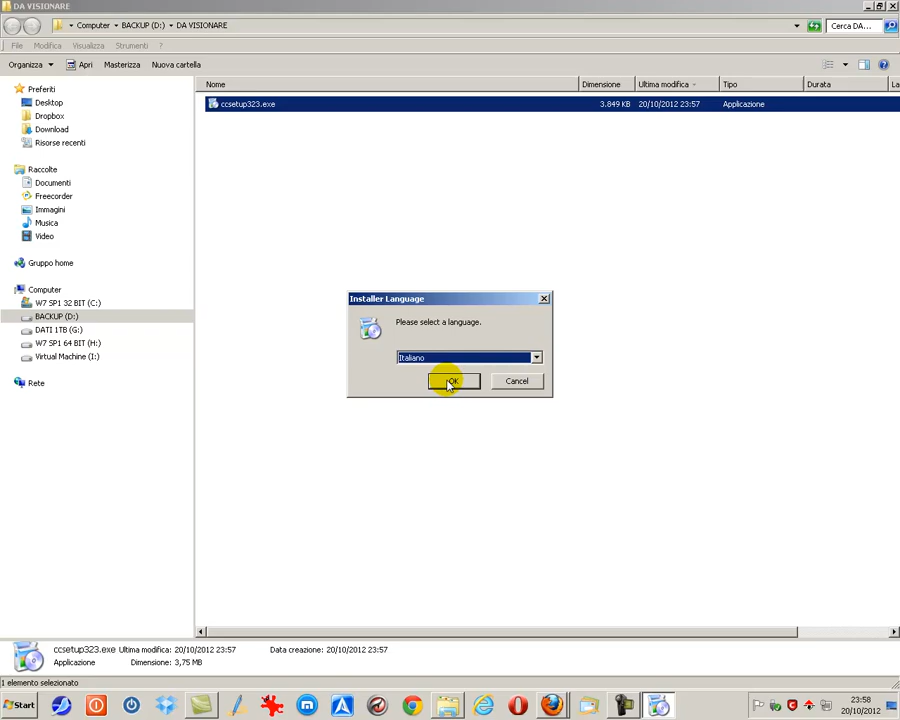 DA VISIONARE
Computer BACKUP (D:) DA VISIONARE
Cerca DA...
File Modifica Visualizza Strumenti ?
Organizza Apri Masterizza Nuova cartella
Nome Dimensione Ultima modifica Tipo Durata La
ccsetup323.exe 3.849 KB 20/10/2012 23:57 Applicazione
Preferiti
Desktop
Dropbox
Download
Risorse recenti
Raccolte
Documenti
Freecorder
Immagini
Musica
Video
Gruppo home
Computer
W7 SP1 32 BIT (C:)
BACKUP (D:)
DATI 1TB (G:)
W7 SP1 64 BIT (H:)
Virtual Machine (I:)
Rete
Installer Language
Please select a language.
Italiano
OK Cancel
ccsetup323.exe Ultima modifica: 20/10/2012 23:57 Data creazione: 20/10/2012 23:57
Applicazione Dimensione: 3,75 MB
1 elemento selezionato
Start
23:58
20/10/2012